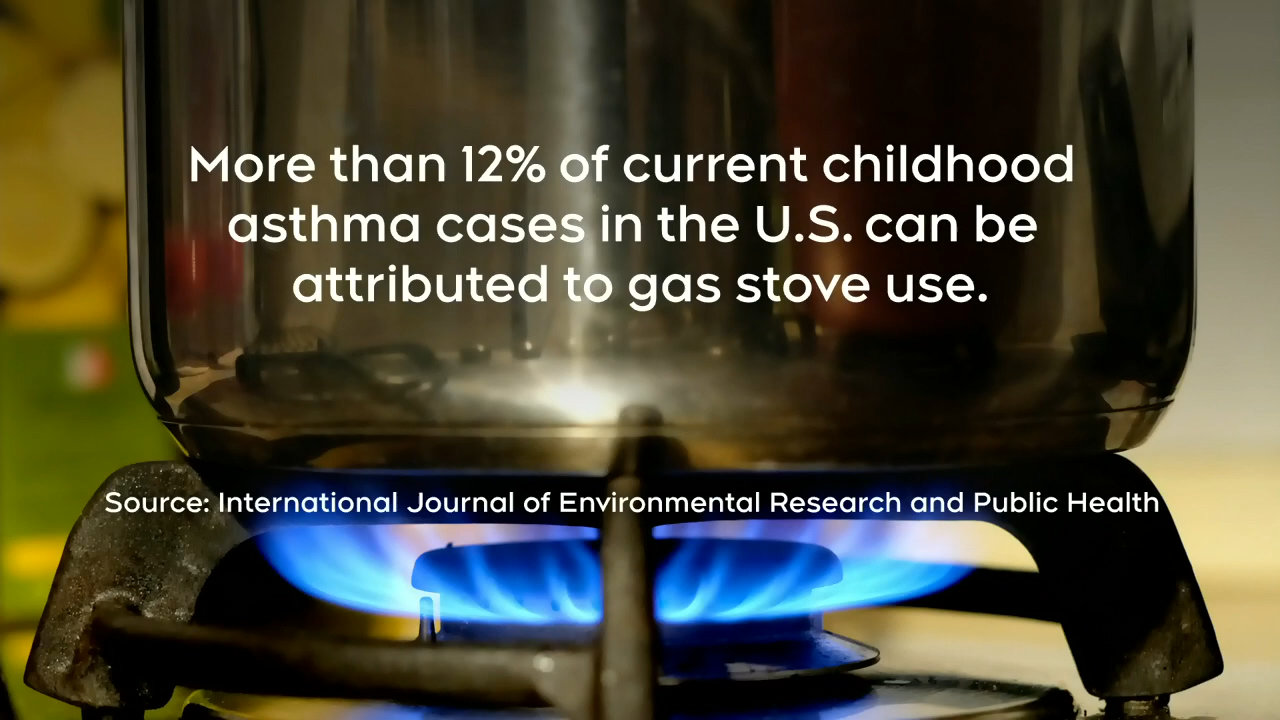 More than 12% of current childhood
asthma cases in the U.S. can be
attributed to gas stove use.
Source: International Journal of Environmental Research and Public Health